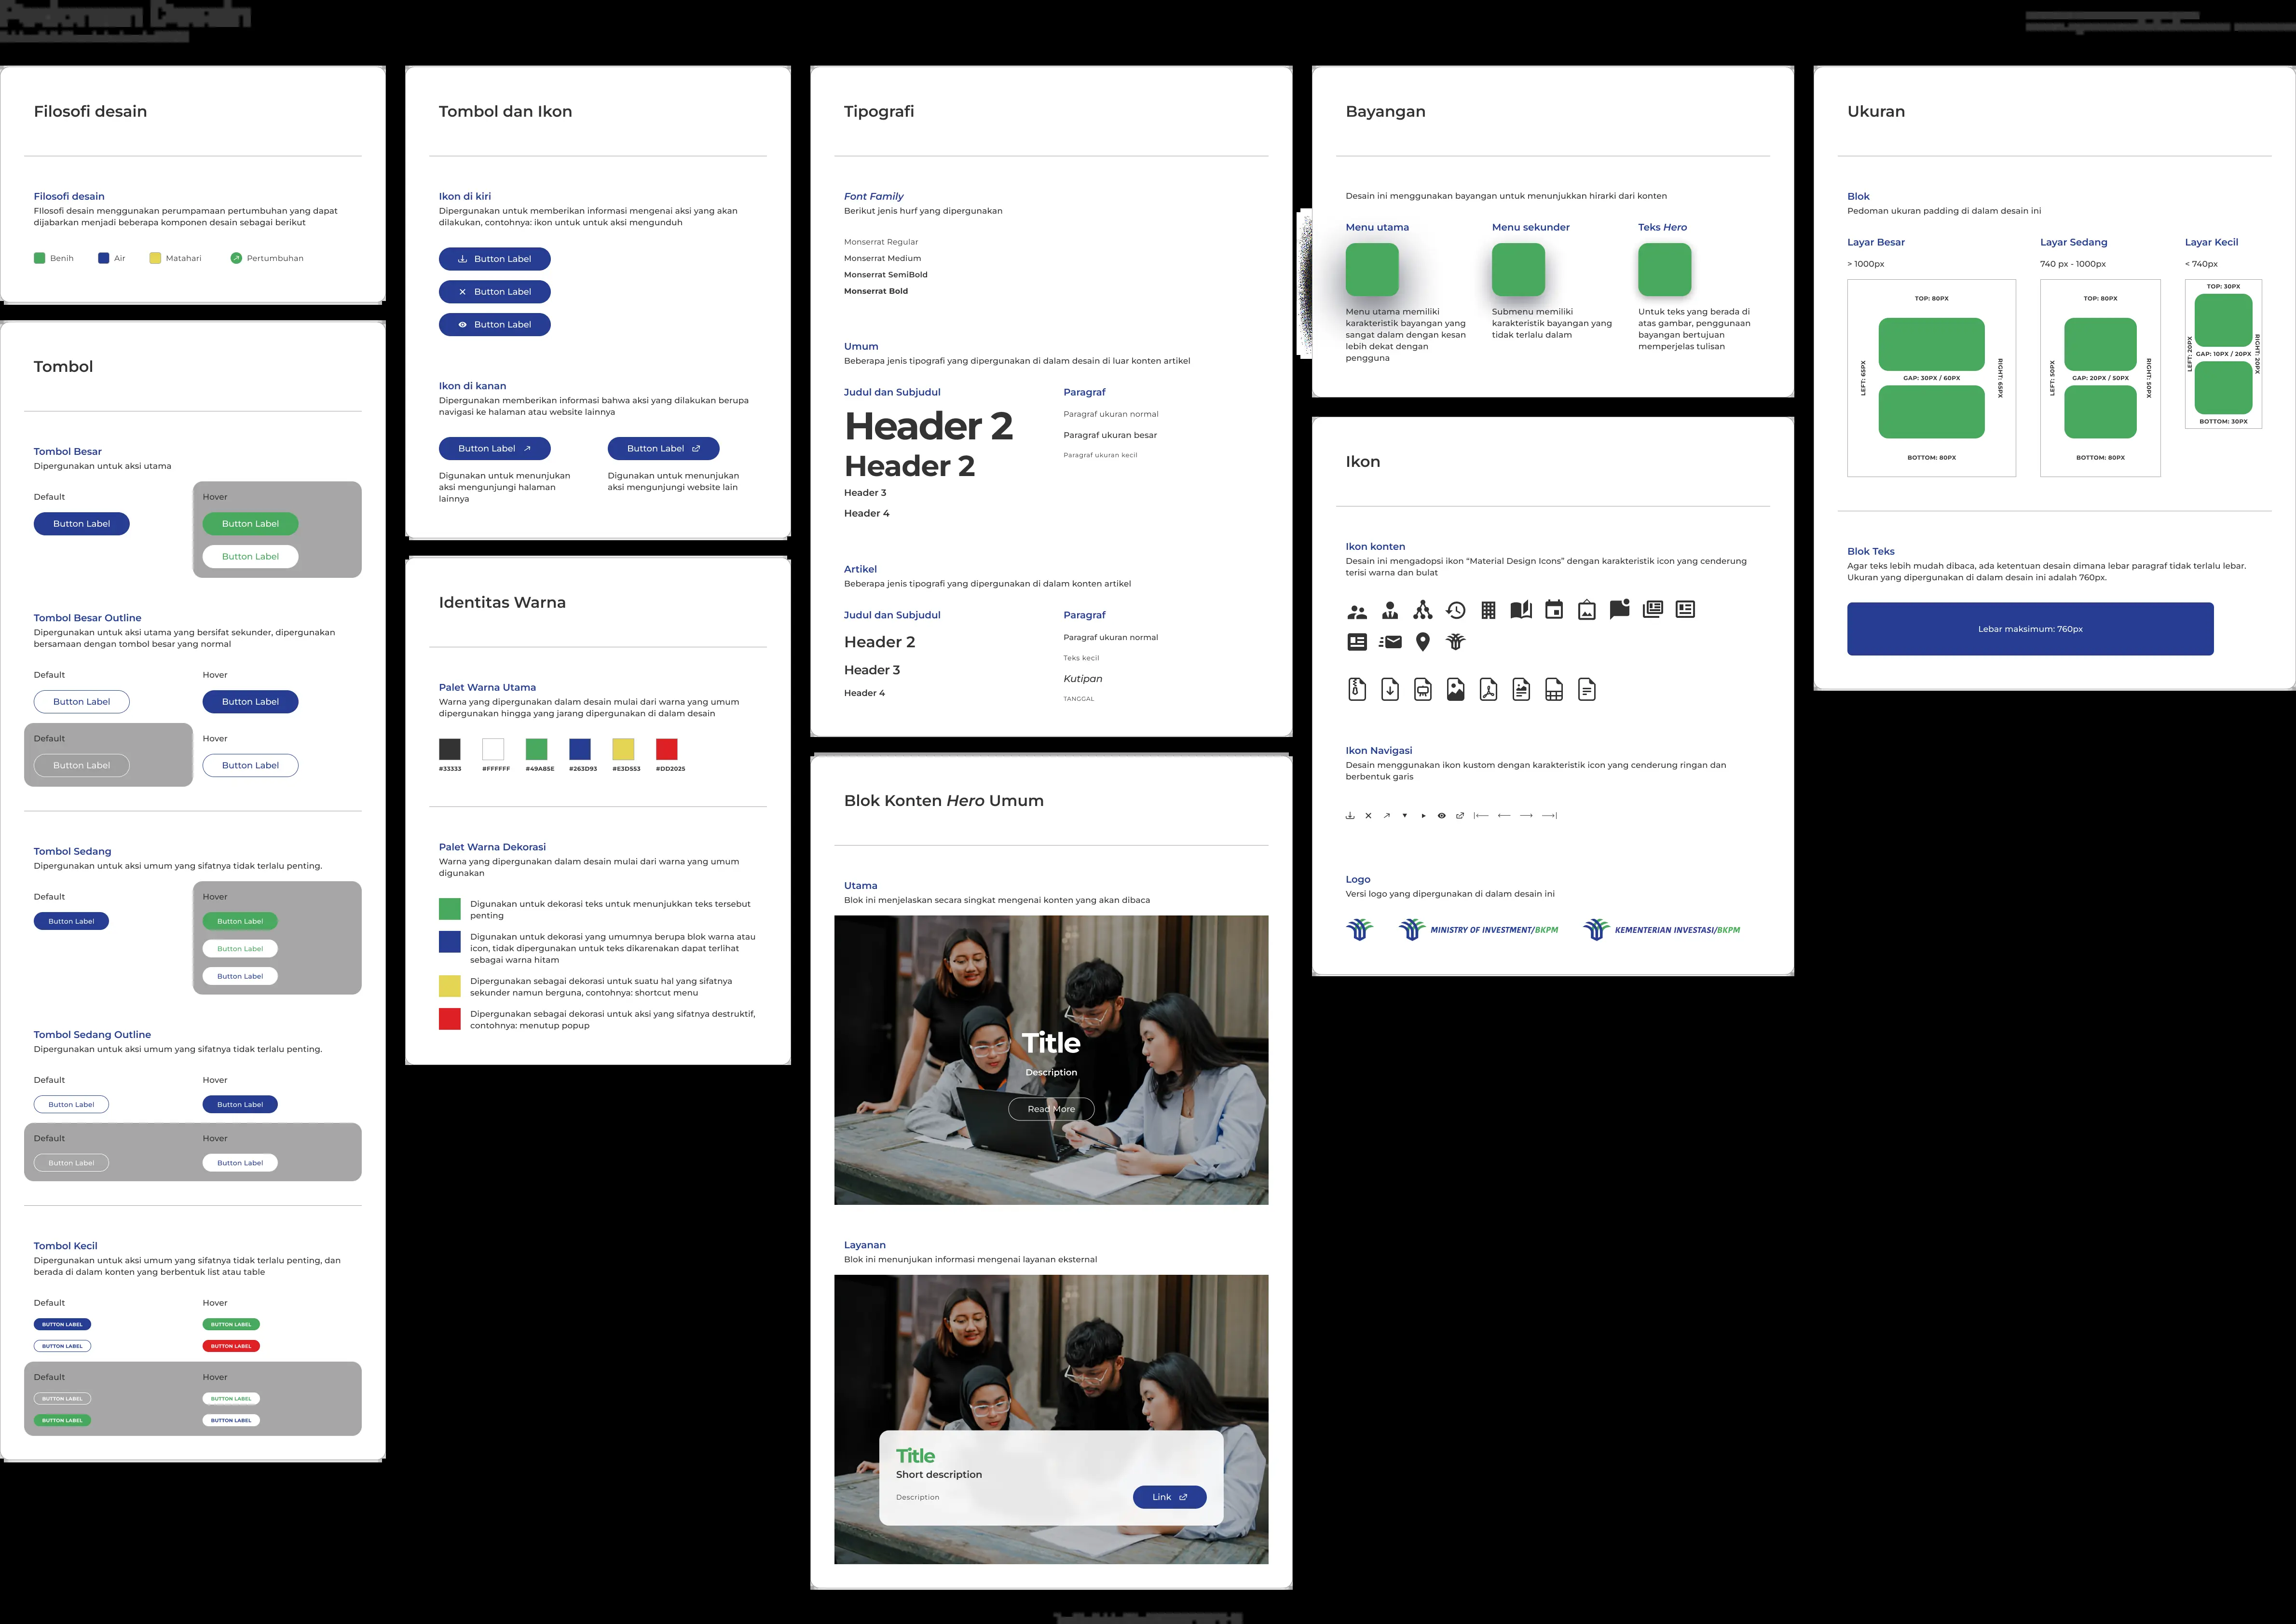 Pedoman Desain
Filosofi desain
Filosofi desain
FIlosofi desain menggunakan perumpamaan pertumbuhan yang dapat
dijabarkan menjadi beberapa komponen desain sebagai berikut
Benih
Air
Matahari
Pertumbuhan
Tombol
Tombol Besar
Dipergunakan untuk aksi utama
Default
Hover
Button Label
Button Label
Button Label
Tombol Besar Outline
Dipergunakan untuk aksi utama yang bersifat sekunder, dipergunakan
bersamaan dengan tombol besar yang normal
Default
Hover
Button Label
Button Label
Default
Hover
Button Label
Button Label
Tombol Sedang
Dipergunakan untuk aksi umum yang sifatnya tidak terlalu penting.
Default
Hover
Button Label
Button Label
Button Label
Button Label
Tombol Sedang Outline
Dipergunakan untuk aksi umum yang sifatnya tidak terlalu penting.
Default
Hover
Button Label
Button Label
Default
Hover
Button Label
Button Label
Tombol Kecil
Dipergunakan untuk aksi umum yang sifatnya tidak terlalu penting, dan
berada di dalam konten yang berbentuk list atau table
Default
Hover
BUTTON LABEL
BUTTON LABEL
BUTTON LABEL
BUTTON LABEL
Default
Hover
BUTTON LABEL
BUTTON LABEL
BUTTON LABEL
BUTTON LABEL
Tombol dan Ikon
Ikon di kiri
Dipergunakan untuk memberikan informasi mengenai aksi yang akan
dilakukan, contohnya: ikon untuk untuk aksi mengunduh
Button Label
Button Label
Button Label
Ikon di kanan
Dipergunakan memberikan informasi bahwa aksi yang dilakukan berupa
navigasi ke halaman atau website lainnya
Button Label
Button Label
Digunakan untuk menunjukan
aksi mengunjungi halaman
lainnya
Digunakan untuk menunjukan
aksi mengunjungi website lain
Identitas Warna
Palet Warna Utama
Warna yang dipergunakan dalam desain mulai dari warna yang umum
dipergunakan hingga yang jarang dipergunakan di dalam desain
#33333
#FFFFFF
#49A85E
#263D93
#E3D553
#DD2025
Palet Warna Dekorasi
Warna yang dipergunakan dalam desain mulai dari warna yang umum
digunakan
Digunakan untuk dekorasi teks untuk menunjukkan teks tersebut
penting
Digunakan untuk dekorasi yang umumnya berupa blok warna atau
icon, tidak dipergunakan untuk teks dikarenakan dapat terlihat
sebagai warna hitam
Dipergunakan sebagai dekorasi untuk suatu hal yang sifatnya
sekunder namun berguna, contohnya: shortcut menu
Dipergunakan sebagai dekorasi untuk aksi yang sifatnya destruktif,
contohnya: menutup popup
Tipografi
Font Family
Berikut jenis hurf yang dipergunakan
Monserrat Regular
Monserrat Medium
Monserrat SemiBold
Monserrat Bold
Umum
Beberapa jenis tipografi yang dipergunakan di dalam desain di luar konten artikel
Judul dan Subjudul
Header 2
Header 2
Header 3
Header 4
Paragraf
Paragraf ukuran normal
Paragraf ukuran besar
Paragraf ukuran kecil
Artikel
Beberapa jenis tipografi yang dipergunakan di dalam konten artikel
Judul dan Subjudul
Header 2
Header 3
Header 4
Paragraf
Paragraf ukuran normal
Teks kecil
Kutipan
TANGGAL
Blok Konten Hero Umum
Utama
Blok ini menjelaskan secara singkat mengenai konten yang akan dibaca
Title
Description
Read More
Layanan
Blok ini menunjukan informasi mengenai layanan eksternal
Title
Short description
Description
Link
Bayangan
Desain ini menggunakan bayangan untuk menunjukkan hirarki dari konten
Menu utama
Menu utama memiliki
karakteristik bayangan yang
sangat dalam dengan kesan
lebih dekat dengan
pengguna
Menu sekunder
Submenu memiliki
karakteristik bayangan yang
tidak terlalu dalam
Teks Hero
Untuk teks yang berada di
atas gambar, penggunaan
bayangan bertujuan
memperjelas tulisan
Ikon
Ikon konten
Desain ini mengadopsi ikon “Material Design Icons” dengan karakteristik icon yang cenderung
terisi warna dan bulat
Ikon Navigasi
Desain menggunakan ikon kustom dengan karakteristik icon yang cenderung ringan dan
berbentuk garis
Logo
Versi logo yang dipergunakan di dalam desain ini
MINISTRY OF INVESTMENT/BKPM
KEMENTERIAN INVESTASI/BKPM
Ukuran
Blok
Pedoman ukuran padding di dalam desain ini
Layar Besar
> 1000px
TOP: 80PX
LEFT: 65PX
GAP: 30PX / 60PX
RIGHT: 65PX
BOTTOM: 80PX
Layar Sedang
740 px - 1000px
TOP: 80PX
LEFT: 50PX
GAP: 20PX / 50PX
RIGHT: 50PX
BOTTOM: 80PX
Layar Kecil
< 740px
TOP: 30PX
LEFT: 20PX
GAP: 10PX / 20PX
RIGHT: 20PX
BOTTOM: 30PX
Blok Teks
Agar teks lebih mudah dibaca, ada ketentuan desain dimana lebar paragraf tidak terlalu lebar.
Ukuran yang dipergunakan di dalam desain ini adalah 760px.
Lebar maksimum: 760px